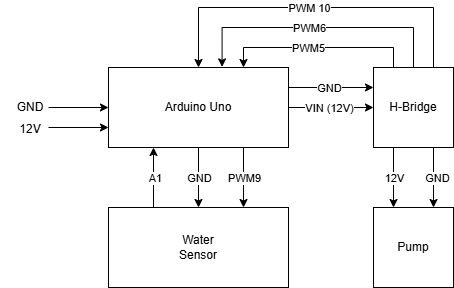 PWM 10
PWM6
PWM5
GND
12V
Arduino Uno
GND
VIN (12V)
H-Bridge
A1
GND
PWM9
12V
GND
Water
Sensor
Pump